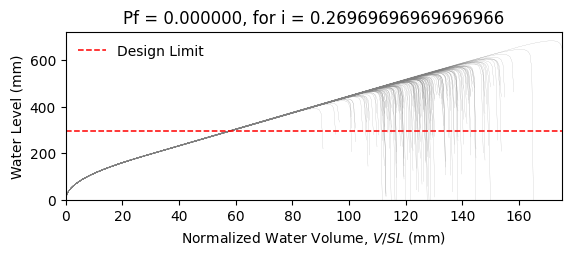 Pf = 0.000000, for i = 0.26969696969696966
Water Level (mm)
600
400
200
0
Design Limit
0 20 40 60 80 100 120 140 160
Normalized Water Volume, V/SL (mm)